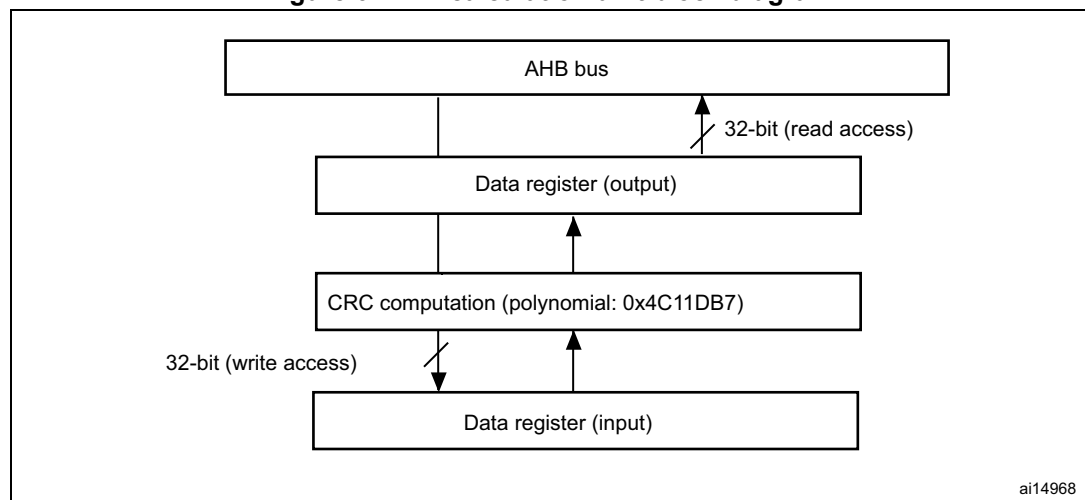 AHB bus
32-bit (read access)
Data register (output)
CRC computation (polynomial: 0x4C11DB7)
32-bit (write access)
Data register (input)
ai14968